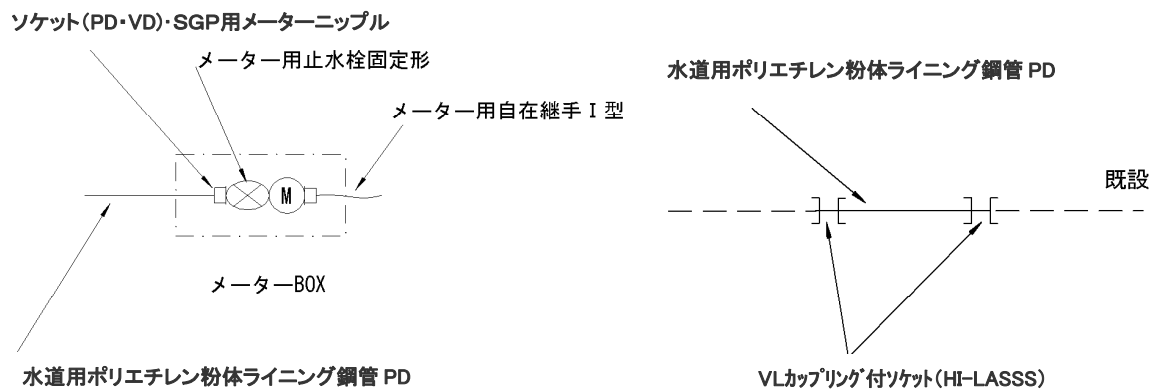 ソケット(PD・VD)・SGP用メーターニップル
メーター用止水栓固定形
メーター用自在継手Ⅰ型
M
メーターBOX
水道用ポリエチレン粉体ライニング鋼管 PD
水道用ポリエチレン粉体ライニング鋼管 PD
既設
VLカップリング付ソケット(HI-LASSS)